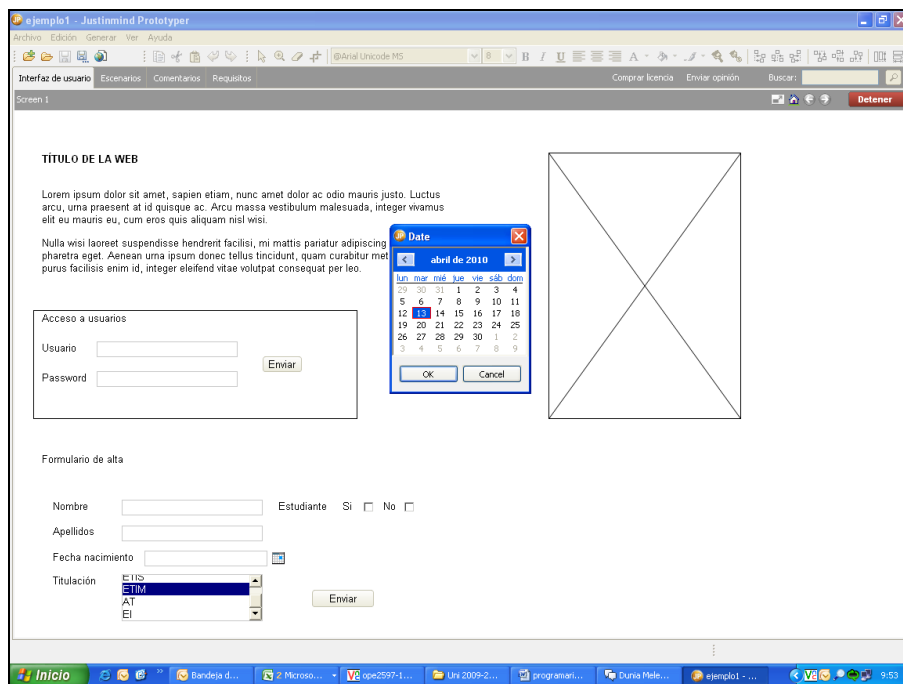 ejemplo1 - Justinmind Prototyper
Archivo Edición Generar Ver Ayuda
@Arial Unicode MS 8 B I U A
Interfaz de usuario Escenarios Comentarios Requisitos Comprar licencia Enviar opinión Buscar:
Screen 1 Detener
TÍTULO DE LA WEB
Lorem ipsum dolor sit amet, sapien etiam, nunc amet dolor ac odio mauris justo. Luctus
arcu, urna praesent at id quisque ac. Arcu massa vestibulum malesuada, integer vivamus
elit eu mauris eu, cum eros quis aliquam nisl wisi.
Nulla wisi laoreet suspendisse hendrerit facilisi, mi mattis pariatur adipiscing
pharetra eget. Aenean urna ipsum donec tellus tincidunt, quam curabitur met
purus facilisis enim id, integer eleifend vitae volutpat consequat per leo.
Date
abril de 2010
lun mar mié jue vie sáb dom
29 30 31 1 2 3 4
5 6 7 8 9 10 11
12 13 14 15 16 17 18
19 20 21 22 23 24 25
26 27 28 29 30 1 2
3 4 5 6 7 8 9
OK Cancel
Acceso a usuarios
Usuario
Enviar
Password
Formulario de alta
Nombre Estudiante Si No
Apellidos
Fecha nacimiento
Titulación ETIS
ETIM
AT
EI
Enviar
Inicio Bandeja d... 2 Microso... ope2597-1... Uni 2009-2... programari... Dunia Mele... ejemplo1 - ... 9:53